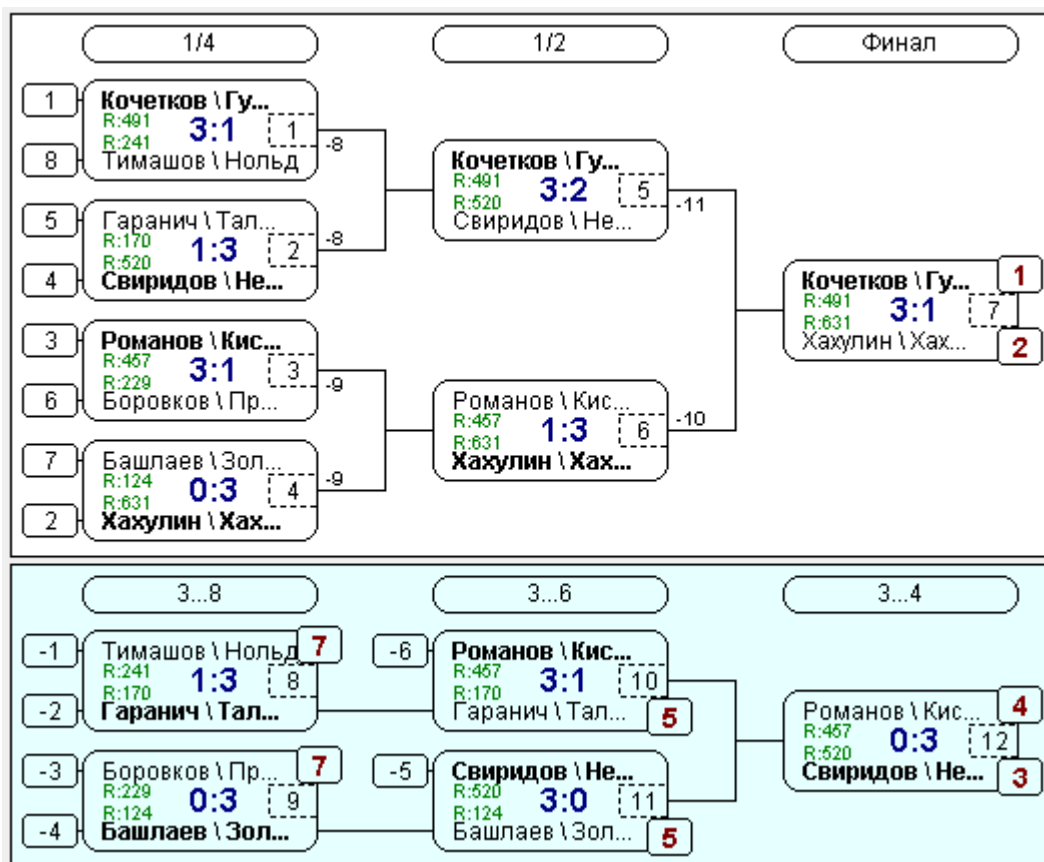 1/4
1/2
Финал
1
Кочетков \ Гу...
R:491
R:241
3:1
1
8
Тимашов \ Нольд
-8
5
Гаранич \ Тал...
R:170
R:520
1:3
2
4
Свиридов \ Не...
-8
Кочетков \ Гу...
R:491
R:520
3:2
5
Свиридов \ Не...
-11
3
Романов \ Кис...
R:457
R:229
3:1
3
6
Боровков \ Пр...
-9
7
Башлаев \ Зол...
R:124
R:631
0:3
4
2
Хахулин \ Хах...
-9
Романов \ Кис...
R:457
R:631
1:3
6
Хахулин \ Хах...
-10
Кочетков \ Гу...
1
R:491
R:631
3:1
7
Хахулин \ Хах...
2
3...8
3...6
3...4
-1
Тимашов \ Нольд
7
R:241
R:170
1:3
8
-2
Гаранич \ Тал...
-3
Боровков \ Пр...
7
R:229
R:124
0:3
9
-4
Башлаев \ Зол...
-6
Романов \ Кис...
R:457
R:170
3:1
10
Гаранич \ Тал...
5
-5
Свиридов \ Не...
R:520
R:124
3:0
11
Башлаев \ Зол...
5
Романов \ Кис...
4
R:457
R:520
0:3
12
Свиридов \ Не...
3